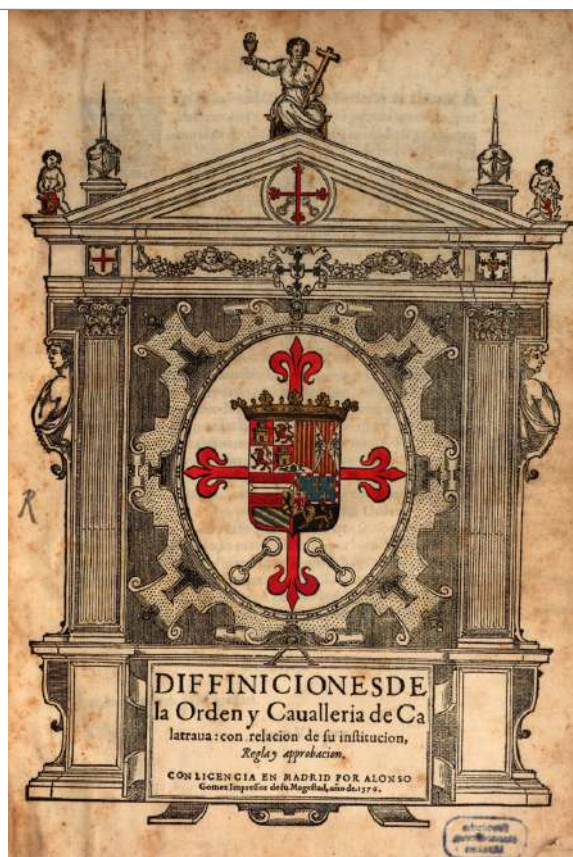 R
DIFFINICIONESDE
la Orden y Caualleria de Ca
latraua: con relacion de su institucion,
Regla y approbacion.
CON LICENCIA EN MADRID POR ALONSO
Gomez Impressor de su Magestad, año de.1576.